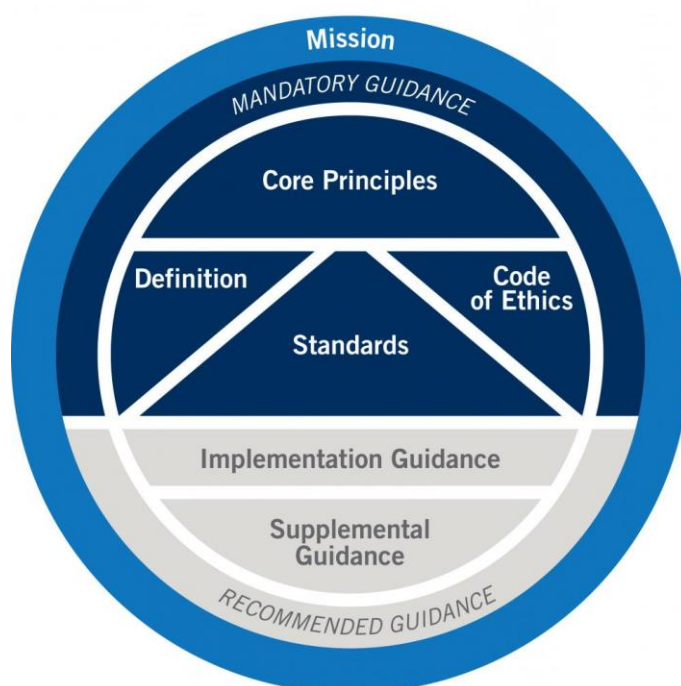 Mission
MANDATORY GUIDANCE
Core Principles
Definition
Code
of Ethics
Standards
Implementation Guidance
Supplemental
Guidance
RECOMMENDED GUIDANCE